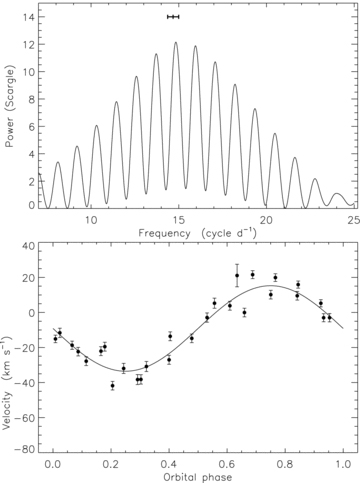 14
12
10
8
6
4
2
0
Power (Scargle)
10 15 20 25
Frequency (cycle d⁻¹)
40
20
0
−20
−40
−60
−80
Velocity (km s⁻¹)
0.0 0.2 0.4 0.6 0.8 1.0
Orbital phase